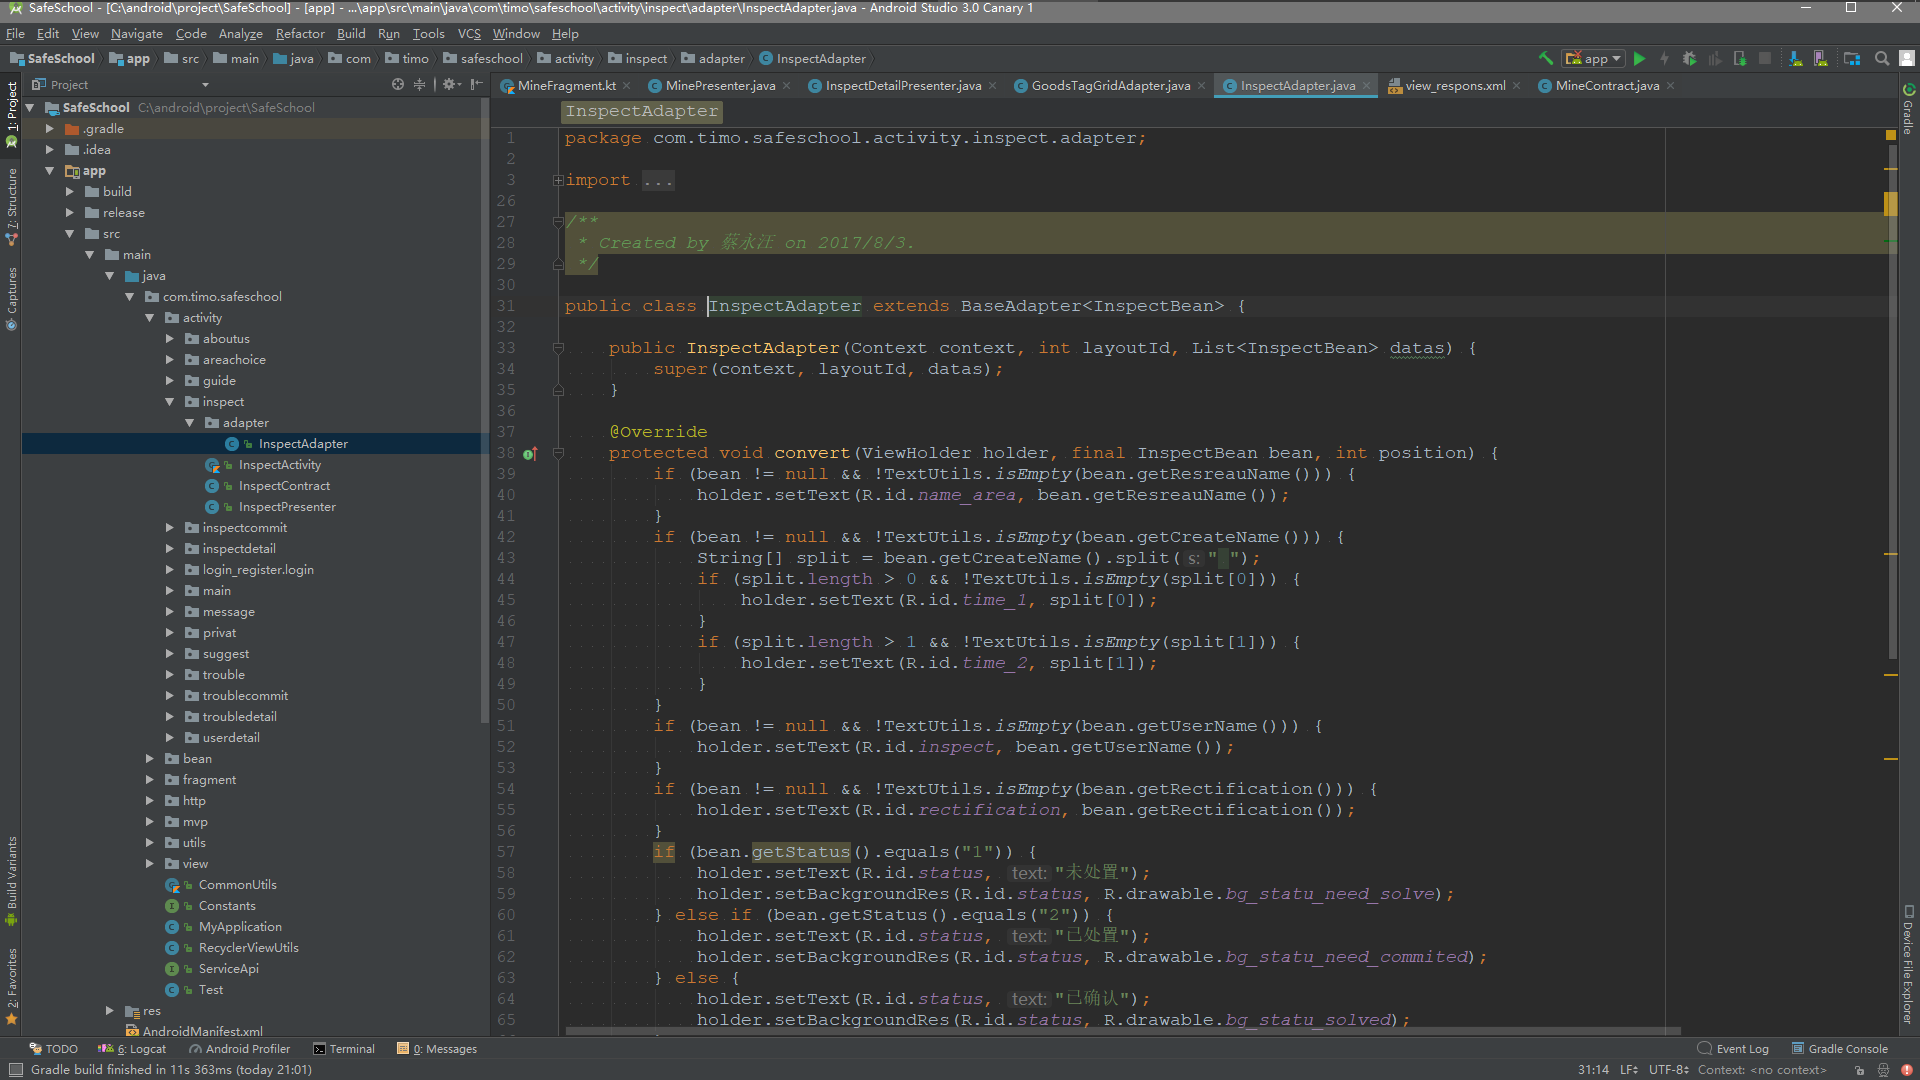 SafeSchool - [C:\android\project\SafeSchool] - [app] - ...\app\src\main\java\com\timo\safeschool\activity\inspect\adapter\InspectAdapter.java - Android Studio 3.0 Canary 1
File Edit View Navigate Code Analyze Refactor Build Run Tools VCS Window Help
SafeSchool app src main java com timo safeschool activity inspect adapter InspectAdapter
app
Project
MineFragment.kt MinePresenter.java InspectDetailPresenter.java GoodsTagGridAdapter.java InspectAdapter.java view_respons.xml MineContract.java
1: Project
7: Structure
Captures
Build Variants
2: Favorites
SafeSchool C:\android\project\SafeSchool
.gradle
.idea
app
build
release
src
main
java
com.timo.safeschool
activity
aboutus
areachoice
guide
inspect
adapter
InspectAdapter
InspectActivity
InspectContract
InspectPresenter
inspectcommit
inspectdetail
login_register.login
main
message
privat
suggest
trouble
troublecommit
troubledetail
userdetail
bean
fragment
http
mvp
utils
view
CommonUtils
Constants
MyApplication
RecyclerViewUtils
ServiceApi
Test
res
AndroidManifest.xml
InspectAdapter
1 package com.timo.safeschool.activity.inspect.adapter;
2
3 import ...
26
27 /**
28 * Created by 蔡永汪 on 2017/8/3.
29 */
30
31 public class InspectAdapter extends BaseAdapter<InspectBean> {
32
33 public InspectAdapter(Context context, int layoutId, List<InspectBean> datas) {
34 super(context, layoutId, datas);
35 }
36
37 @Override
38 protected void convert(ViewHolder holder, final InspectBean bean, int position) {
39 if (bean != null && !TextUtils.isEmpty(bean.getResreauName())) {
40 holder.setText(R.id.name_area, bean.getResreauName());
41 }
42 if (bean != null && !TextUtils.isEmpty(bean.getCreateName())) {
43 String[] split = bean.getCreateName().split( s: " ");
44 if (split.length > 0 && !TextUtils.isEmpty(split[0])) {
45 holder.setText(R.id.time_1, split[0]);
46 }
47 if (split.length > 1 && !TextUtils.isEmpty(split[1])) {
48 holder.setText(R.id.time_2, split[1]);
49 }
50 }
51 if (bean != null && !TextUtils.isEmpty(bean.getUserName())) {
52 holder.setText(R.id.inspect, bean.getUserName());
53 }
54 if (bean != null && !TextUtils.isEmpty(bean.getRectification())) {
55 holder.setText(R.id.rectification, bean.getRectification());
56 }
57 if (bean.getStatus().equals("1")) {
58 holder.setText(R.id.status, text: "未处置");
59 holder.setBackgroundRes(R.id.status, R.drawable.bg_statu_need_solve);
60 } else if (bean.getStatus().equals("2")) {
61 holder.setText(R.id.status, text: "已处置");
62 holder.setBackgroundRes(R.id.status, R.drawable.bg_statu_need_commited);
63 } else {
64 holder.setText(R.id.status, text: "已确认");
65 holder.setBackgroundRes(R.id.status, R.drawable.bg_statu_solved);
Gradle
Device File Explorer
TODO 6: Logcat Android Profiler Terminal 0: Messages Event Log Gradle Console
Gradle build finished in 11s 363ms (today 21:01) 31:14 LF UTF-8 Context: <no context>